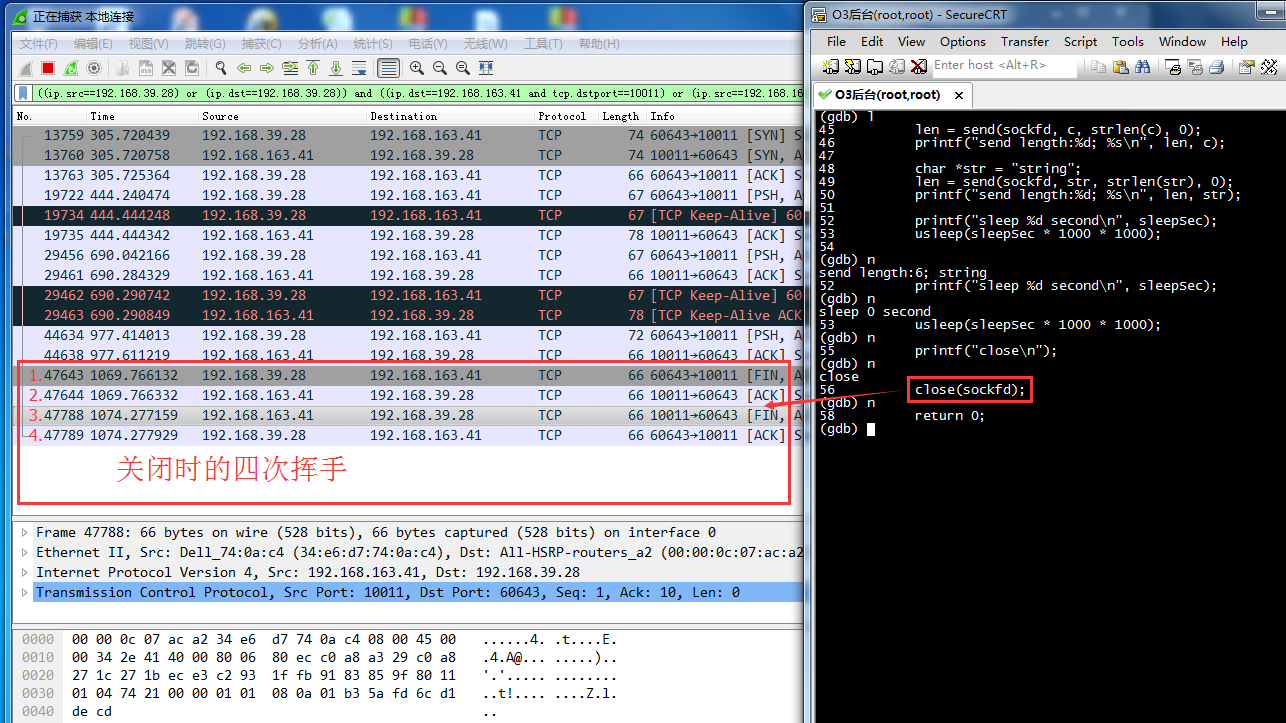 正在捕获 本地连接
文件(F) 编辑(E) 视图(V) 跳转(G) 捕获(C) 分析(A) 统计(S) 电话(Y) 无线(W) 工具(T) 帮助(H)
((ip.src==192.168.39.28) or (ip.dst==192.168.39.28)) and ((ip.dst==192.168.163.41 and tcp.dstport==10011) or (ip.src==192.168.16
No. Time Source Destination Protocol Length Info
13759 305.720439 192.168.39.28 192.168.163.41 TCP 74 60643→10011 [SYN] S
13760 305.720758 192.168.163.41 192.168.39.28 TCP 74 10011→60643 [SYN, A
13763 305.725364 192.168.39.28 192.168.163.41 TCP 66 60643→10011 [ACK] S
19722 444.240474 192.168.39.28 192.168.163.41 TCP 67 60643→10011 [PSH, A
19734 444.444248 192.168.39.28 192.168.163.41 TCP 67 [TCP Keep-Alive] 60
19735 444.444342 192.168.163.41 192.168.39.28 TCP 78 10011→60643 [ACK] S
29456 690.042166 192.168.39.28 192.168.163.41 TCP 67 60643→10011 [PSH, A
29461 690.284329 192.168.163.41 192.168.39.28 TCP 66 10011→60643 [ACK] S
29462 690.290742 192.168.39.28 192.168.163.41 TCP 67 [TCP Keep-Alive] 60
29463 690.290849 192.168.163.41 192.168.39.28 TCP 78 [TCP Keep-Alive ACK
44634 977.414013 192.168.39.28 192.168.163.41 TCP 72 60643→10011 [PSH, A
44638 977.611219 192.168.163.41 192.168.39.28 TCP 66 10011→60643 [ACK] S
1. 47643 1069.766132 192.168.39.28 192.168.163.41 TCP 66 60643→10011 [FIN, A
2. 47644 1069.766332 192.168.163.41 192.168.39.28 TCP 66 10011→60643 [ACK] S
3. 47788 1074.277159 192.168.163.41 192.168.39.28 TCP 66 10011→60643 [FIN, A
4. 47789 1074.277929 192.168.39.28 192.168.163.41 TCP 66 60643→10011 [ACK] S
关闭时的四次挥手
Frame 47788: 66 bytes on wire (528 bits), 66 bytes captured (528 bits) on interface 0
Ethernet II, Src: Dell_74:0a:c4 (34:e6:d7:74:0a:c4), Dst: All-HSRP-routers_a2 (00:00:0c:07:ac:a2
Internet Protocol Version 4, Src: 192.168.163.41, Dst: 192.168.39.28
Transmission Control Protocol, Src Port: 10011, Dst Port: 60643, Seq: 1, Ack: 10, Len: 0
0000 00 00 0c 07 ac a2 34 e6 d7 74 0a c4 08 00 45 00 ......4. .t....E.
0010 00 34 2e 41 40 00 80 06 80 ec c0 a8 a3 29 c0 a8 .4.A@... .....)..
0020 27 1c 27 1b ec e3 c2 93 1f fb 91 83 85 9f 80 11 '.'..... ........
0030 01 04 74 21 00 00 01 01 08 0a 01 b3 5a fd 6c d1 ..t!.... ....Z.l.
0040 de cd ..
O3后台(root,root) - SecureCRT
File Edit View Options Transfer Script Tools Window Help
Enter host <Alt+R>
O3后台(root,root) ×
(gdb) l
45 len = send(sockfd, c, strlen(c), 0);
46 printf("send length:%d; %s\n", len, c);
47
48 char *str = "string";
49 len = send(sockfd, str, strlen(str), 0);
50 printf("send length:%d; %s\n", len, str);
51
52 printf("sleep %d second\n", sleepSec);
53 usleep(sleepSec * 1000 * 1000);
54
(gdb) n
send length:6; string
52 printf("sleep %d second\n", sleepSec);
(gdb) n
sleep 0 second
53 usleep(sleepSec * 1000 * 1000);
(gdb) n
55 printf("close\n");
(gdb) n
close
56 close(sockfd);
(gdb) n
58 return 0;
(gdb)